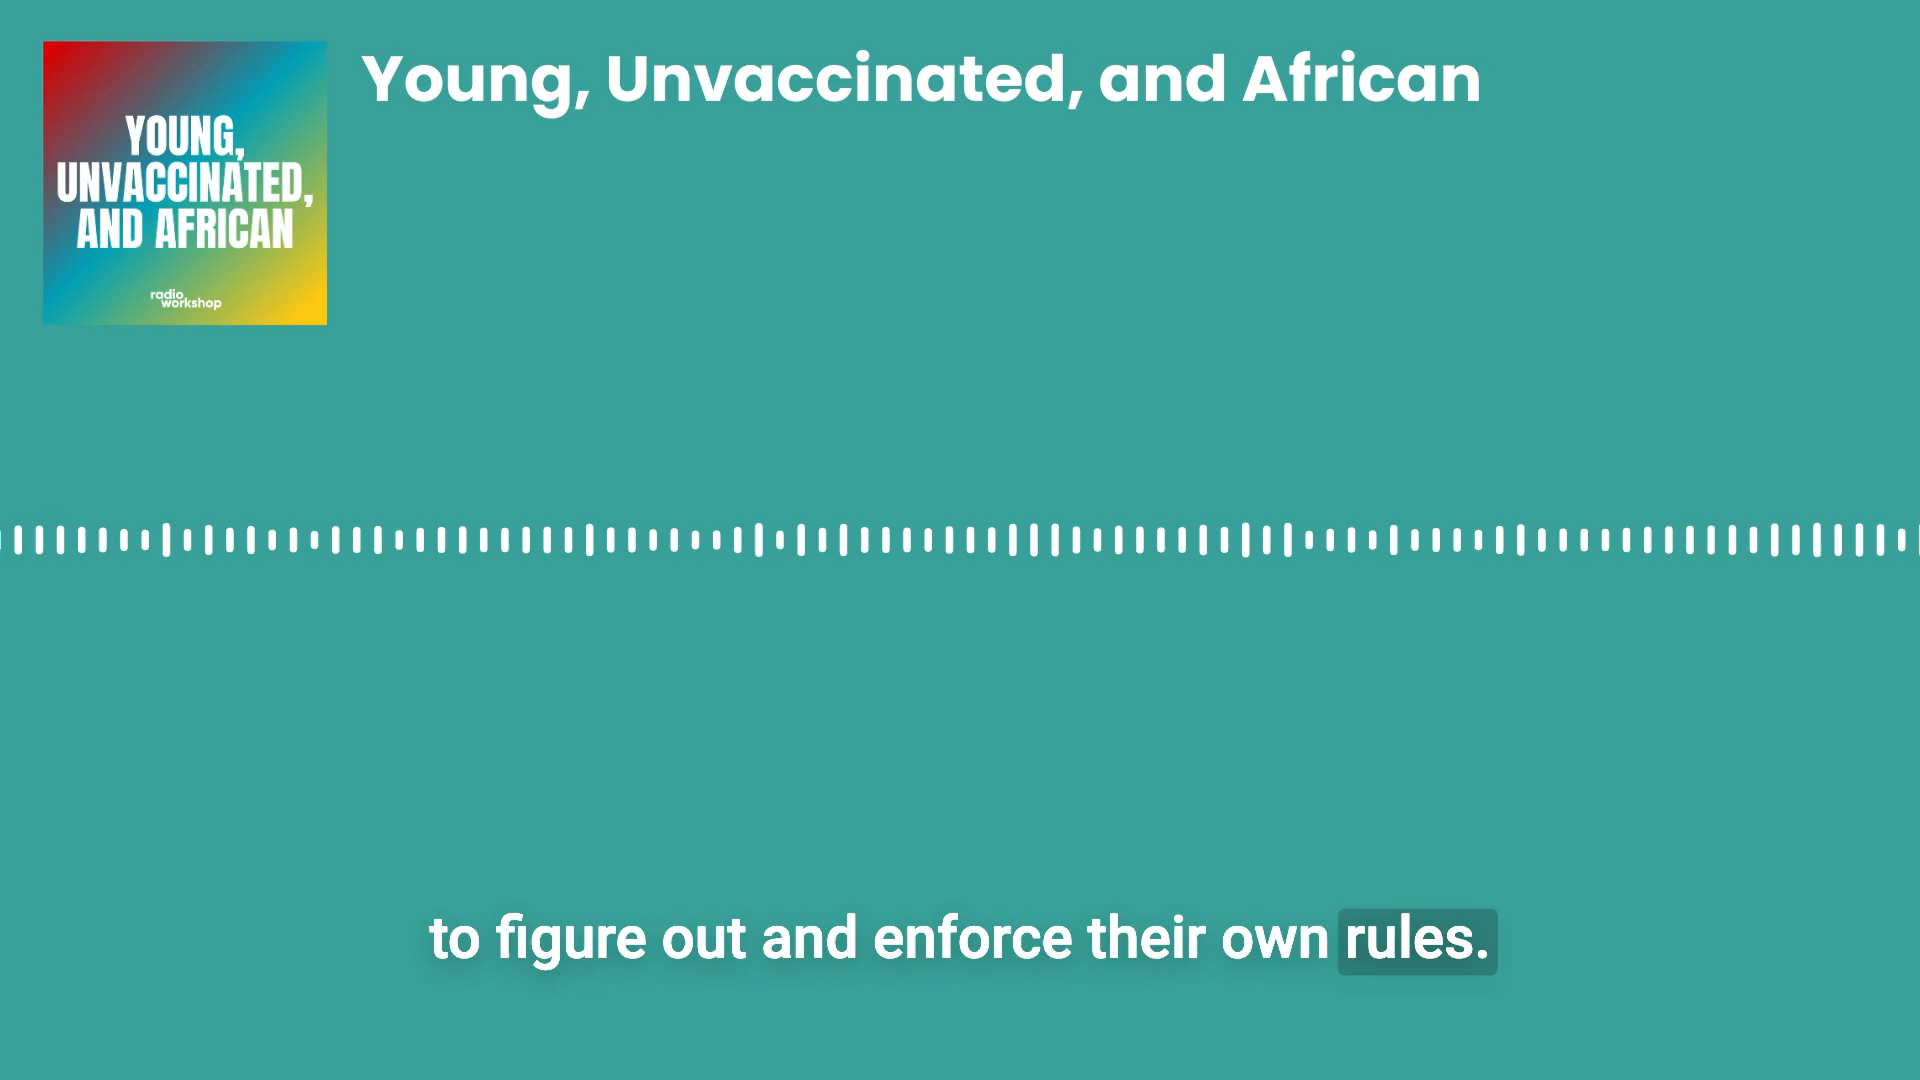 YOUNG,
UNVACCINATED,
AND AFRICAN
radio
workshop
Young, Unvaccinated, and African
to figure out and enforce their own rules.